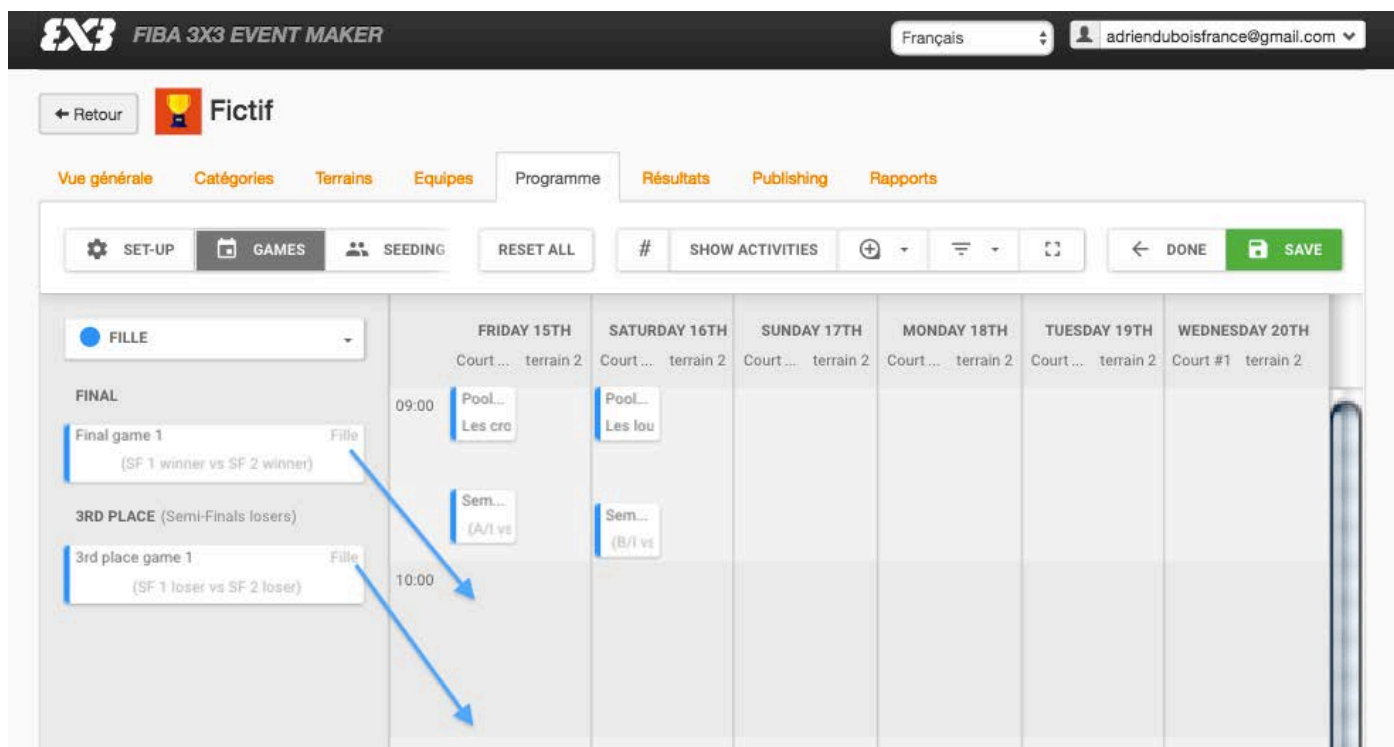 3X3 FIBA 3X3 EVENT MAKER Français adrienduboisfrance@gmail.com
Retour Fictif
Vue générale Catégories Terrains Equipes Programme Résultats Publishing Rapports
SET-UP GAMES SEEDING RESET ALL # SHOW ACTIVITIES DONE SAVE
FILLE FRIDAY 15TH SATURDAY 16TH SUNDAY 17TH MONDAY 18TH TUESDAY 19TH WEDNESDAY 20TH
Court ... terrain 2 Court ... terrain 2 Court ... terrain 2 Court ... terrain 2 Court ... terrain 2 Court #1 terrain 2
FINAL
09:00 Pool... Pool...
Les cro Les lou
Final game 1 Fille
(SF 1 winner vs SF 2 winner)
Sem... Sem...
(A/I vs (B/I vs
3RD PLACE (Semi-Finals losers)
3rd place game 1 Fille
(SF 1 loser vs SF 2 loser)
10:00